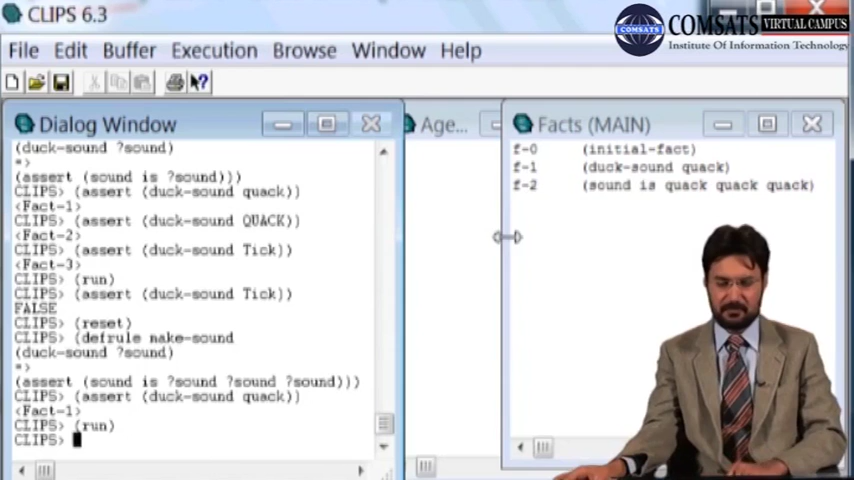 CLIPS 6.3
COMSATS VIRTUAL CAMPUS
COMSATS
Institute Of Information Technology
File Edit Buffer Execution Browse Window Help
Dialog Window
(duck-sound ?sound)
=>
(assert (sound is ?sound)))
CLIPS> (assert (duck-sound quack))
<Fact-1>
CLIPS> (assert (duck-sound QUACK))
<Fact-2>
CLIPS> (assert (duck-sound Tick))
<Fact-3>
CLIPS> (run)
CLIPS> (assert (duck-sound Tick))
FALSE
CLIPS> (reset)
CLIPS> (defrule make-sound
(duck-sound ?sound)
=>
(assert (sound is ?sound ?sound ?sound)))
CLIPS> (assert (duck-sound quack))
<Fact-1>
CLIPS> (run)
CLIPS>
Age...
Facts (MAIN)
f-0 (initial-fact)
f-1 (duck-sound quack)
f-2 (sound is quack quack quack)